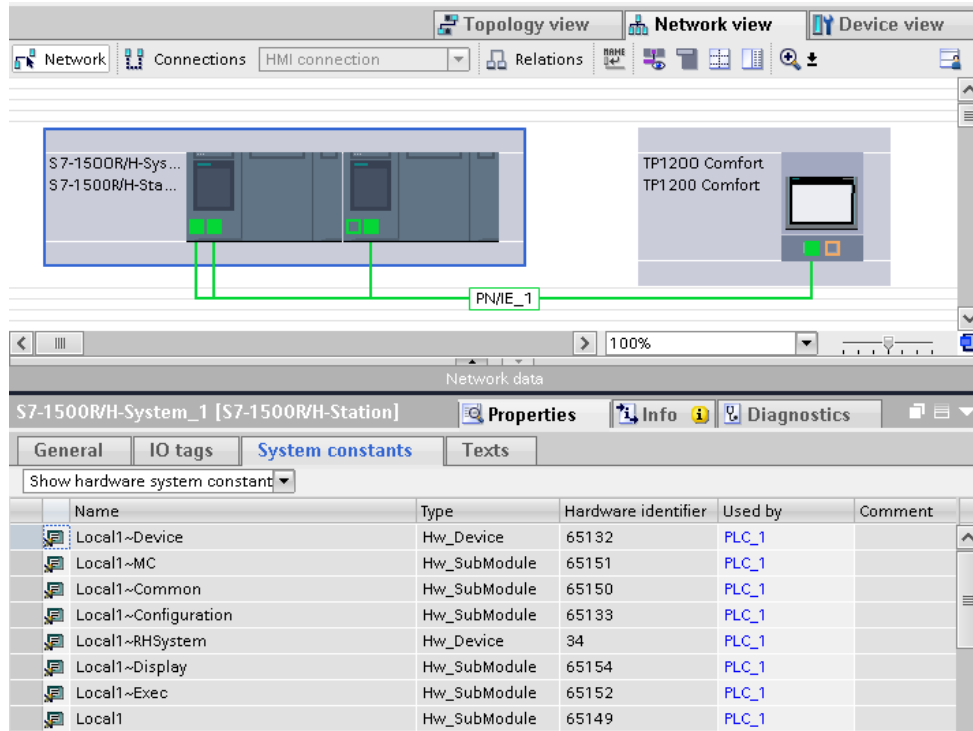 Topology view Network view Device view
Network Connections HMI connection Relations
S7-1500R/H-Sys...
S7-1500R/H-Sta...
TP1200 Comfort
TP1200 Comfort
PN/IE_1
100%
Network data
S7-1500R/H-System_1 [S7-1500R/H-Station] Properties Info Diagnostics
General IO tags System constants Texts
Show hardware system constant
Name Type Hardware identifier Used by Comment
Local1~Device Hw_Device 65132 PLC_1
Local1~MC Hw_SubModule 65151 PLC_1
Local1~Common Hw_SubModule 65150 PLC_1
Local1~Configuration Hw_SubModule 65133 PLC_1
Local1~RHSystem Hw_Device 34 PLC_1
Local1~Display Hw_SubModule 65154 PLC_1
Local1~Exec Hw_SubModule 65152 PLC_1
Local1 Hw_SubModule 65149 PLC_1